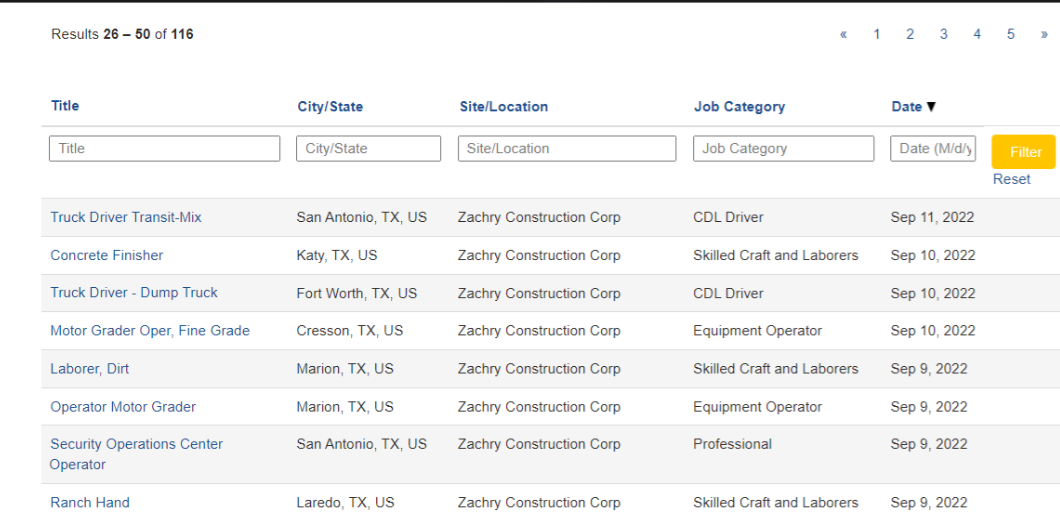 Results 26 – 50 of 116 « 1 2 3 4 5 »
Title City/State Site/Location Job Category Date ▼
Title City/State Site/Location Job Category Date (M/d/y Filter
Reset
Truck Driver Transit-Mix San Antonio, TX, US Zachry Construction Corp CDL Driver Sep 11, 2022
Concrete Finisher Katy, TX, US Zachry Construction Corp Skilled Craft and Laborers Sep 10, 2022
Truck Driver - Dump Truck Fort Worth, TX, US Zachry Construction Corp CDL Driver Sep 10, 2022
Motor Grader Oper, Fine Grade Cresson, TX, US Zachry Construction Corp Equipment Operator Sep 10, 2022
Laborer, Dirt Marion, TX, US Zachry Construction Corp Skilled Craft and Laborers Sep 9, 2022
Operator Motor Grader Marion, TX, US Zachry Construction Corp Equipment Operator Sep 9, 2022
Security Operations Center San Antonio, TX, US Zachry Construction Corp Professional Sep 9, 2022
Operator
Ranch Hand Laredo, TX, US Zachry Construction Corp Skilled Craft and Laborers Sep 9, 2022